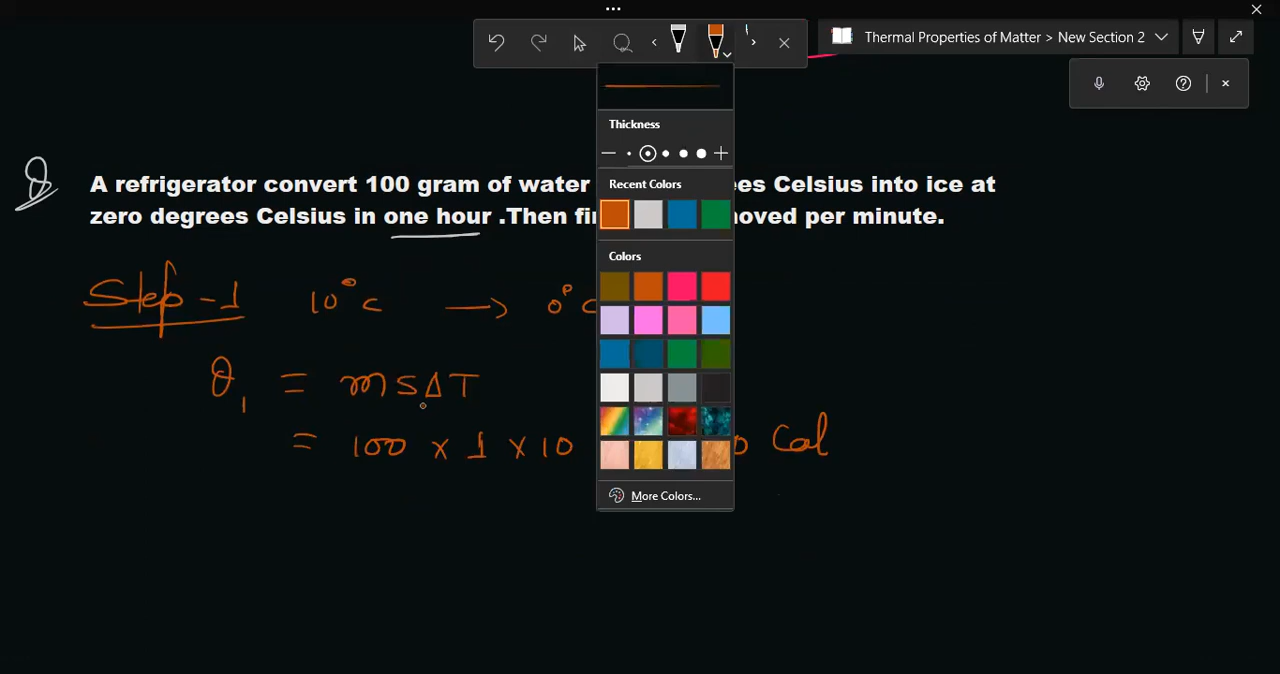 Thermal Properties of Matter > New Section 2
Thickness
Recent Colors
Colors
More Colors...
Q
A refrigerator convert 100 gram of water ees Celsius into ice at
zero degrees Celsius in one hour .Then fi moved per minute.
Step-1 10°c → 0°c
Q1 = msΔT
= 100 x 1 x 10 0 Cal